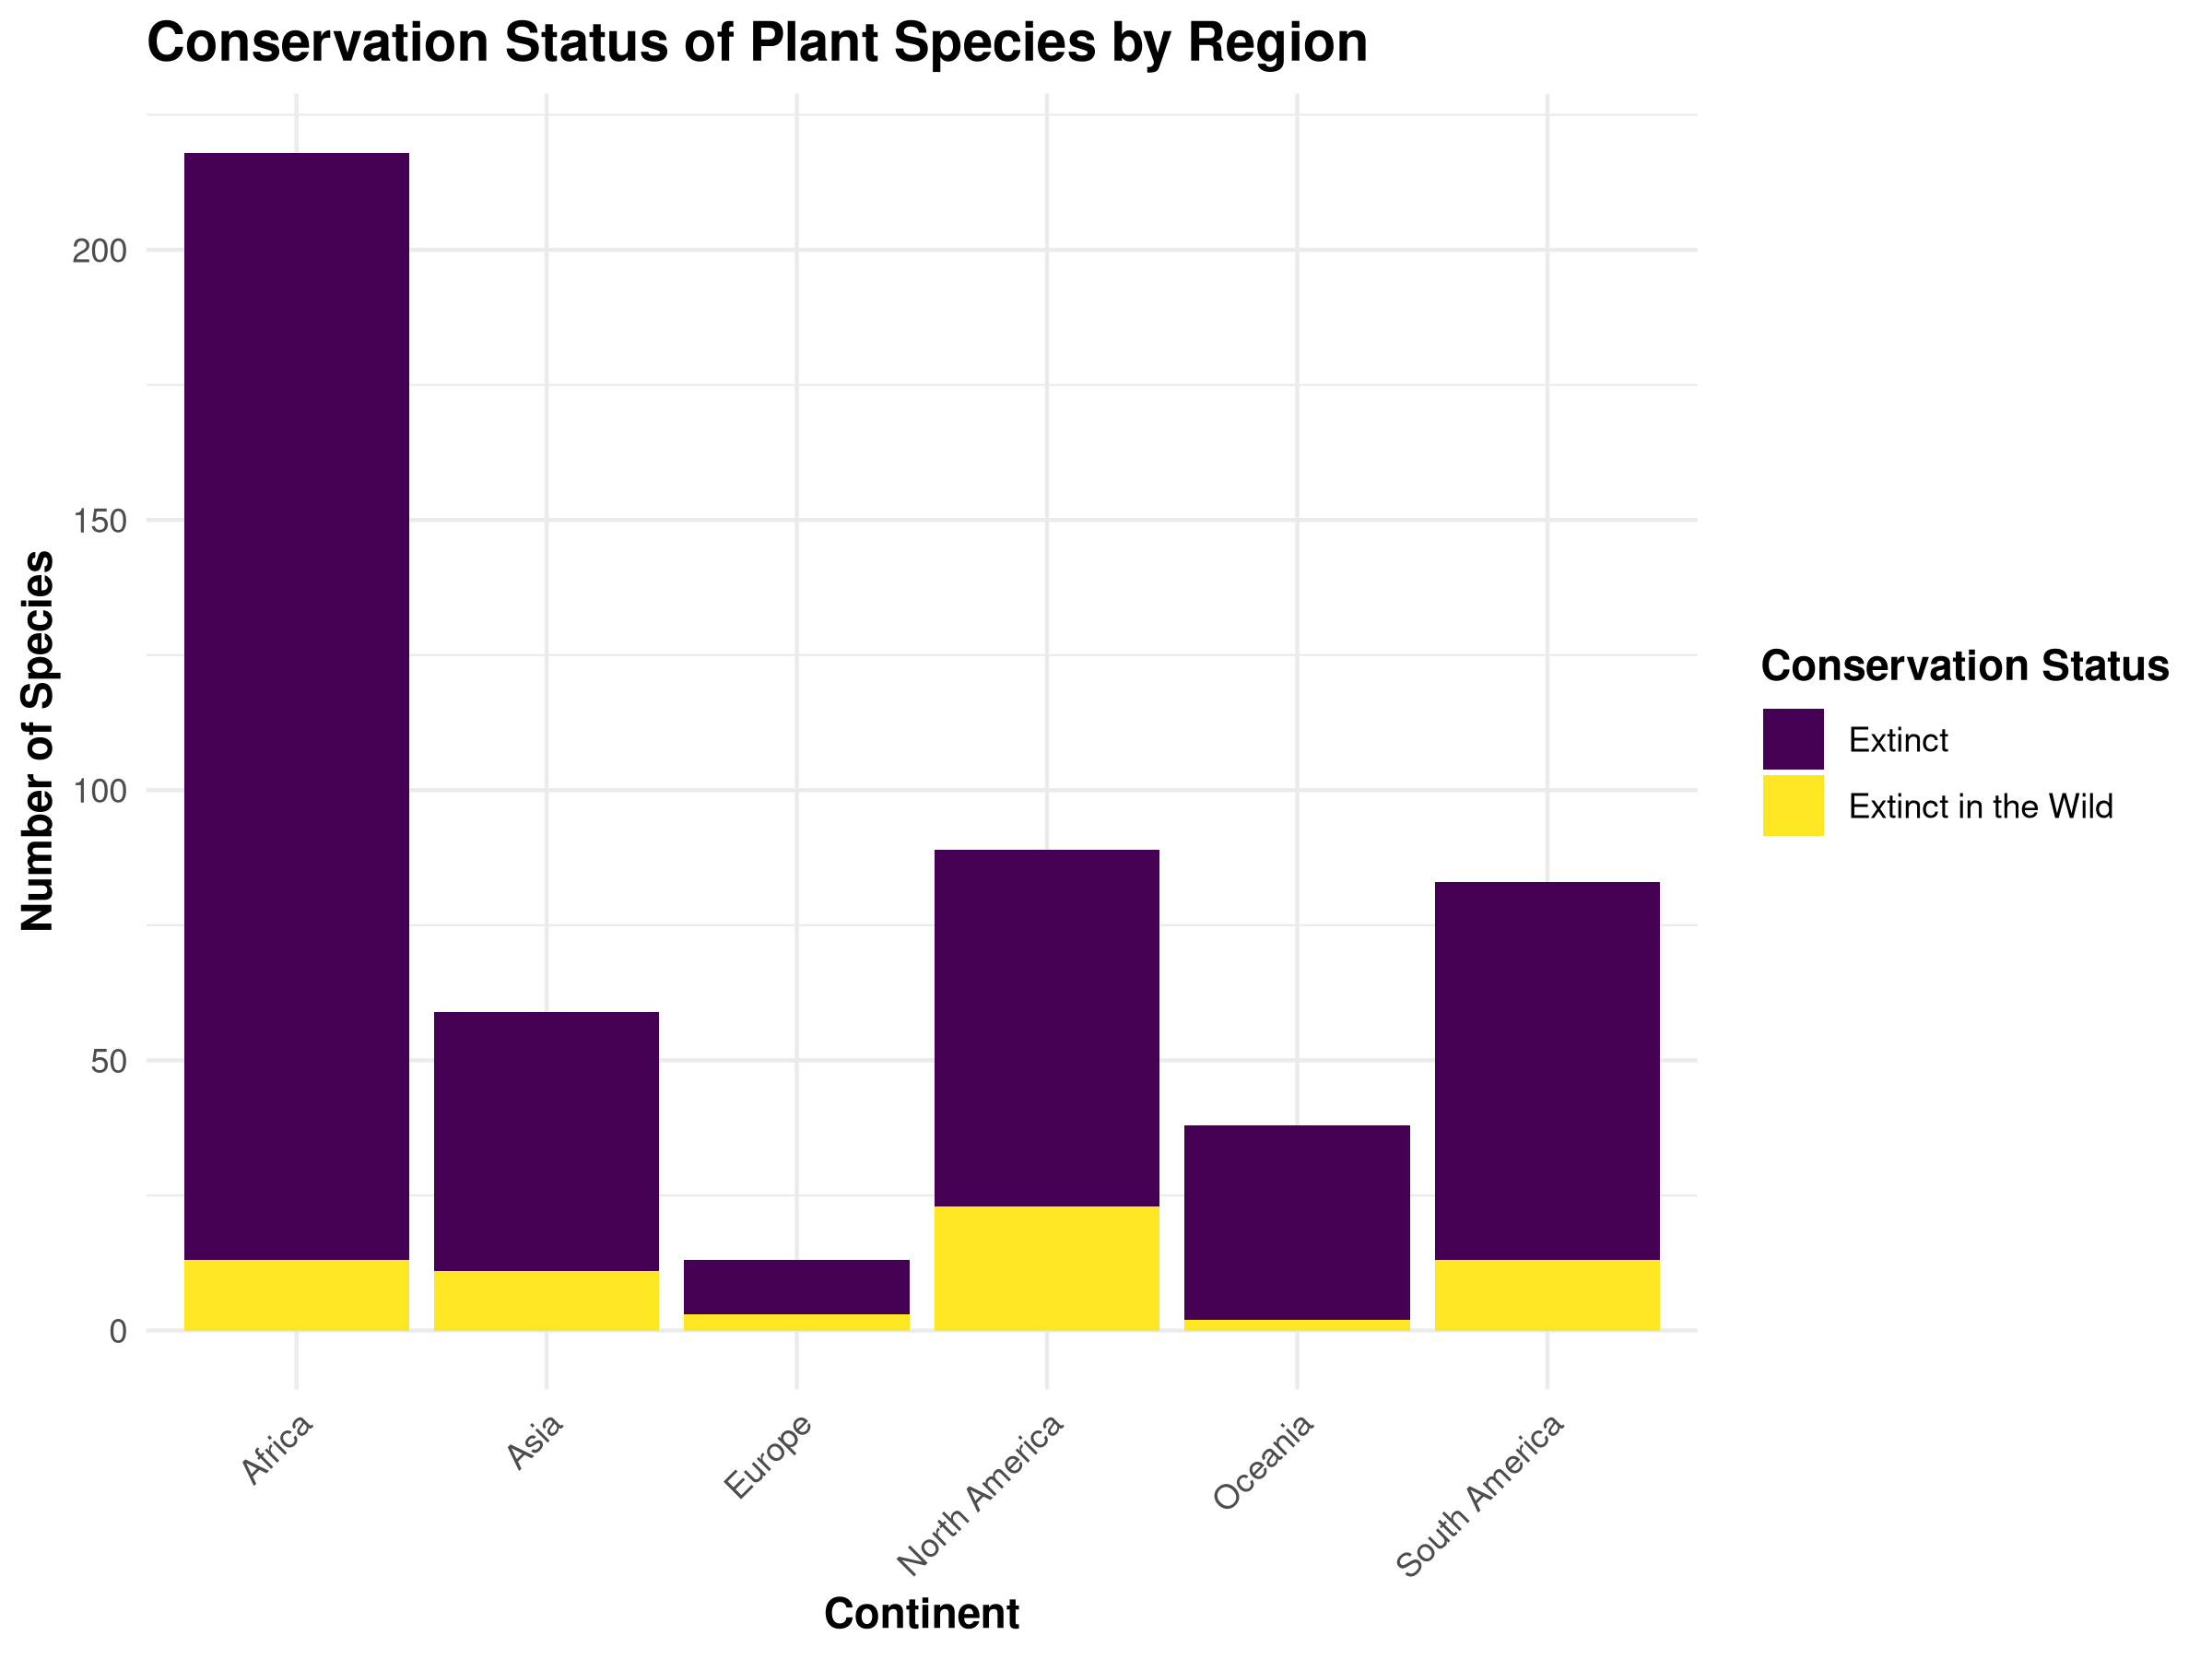 Conservation Status of Plant Species by Region
Number of Species
200
150
100
50
0
Africa
Asia
Europe
North America
Oceania
South America
Continent
Conservation Status
Extinct
Extinct in the Wild